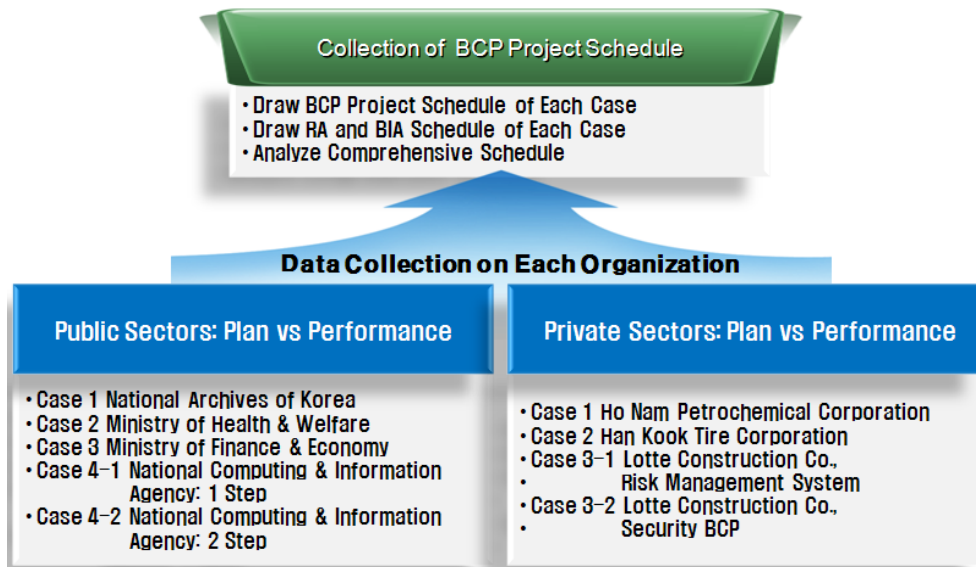 Collection of BCP Project Schedule
• Draw BCP Project Schedule of Each Case
• Draw RA and BIA Schedule of Each Case
• Analyze Comprehensive Schedule
Data Collection on Each Organization
Public Sectors: Plan vs Performance
• Case 1 National Archives of Korea
• Case 2 Ministry of Health & Welfare
• Case 3 Ministry of Finance & Economy
• Case 4-1 National Computing & Information
Agency: 1 Step
• Case 4-2 National Computing & Information
Agency: 2 Step
Private Sectors: Plan vs Performance
• Case 1 Ho Nam Petrochemical Corporation
• Case 2 Han Kook Tire Corporation
• Case 3-1 Lotte Construction Co.,
• Risk Management System
• Case 3-2 Lotte Construction Co.,
• Security BCP